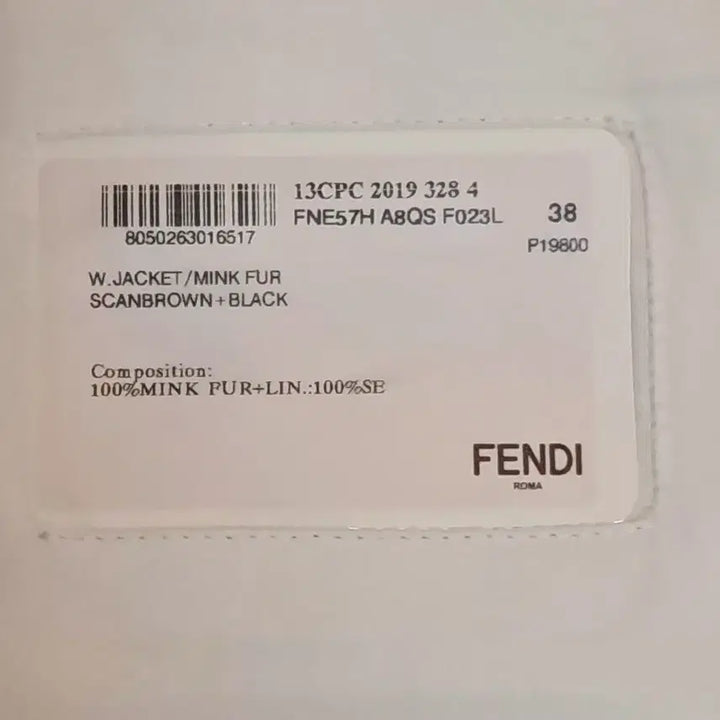 13CPC 2019 328 4
FNE57H A8QS F023L 38
8050263016517
P19800
W.JACKET/MINK FUR
SCANBROWN+BLACK
Composition:
100%MINK FUR+LIN.:100%SE
FENDI
ROMA